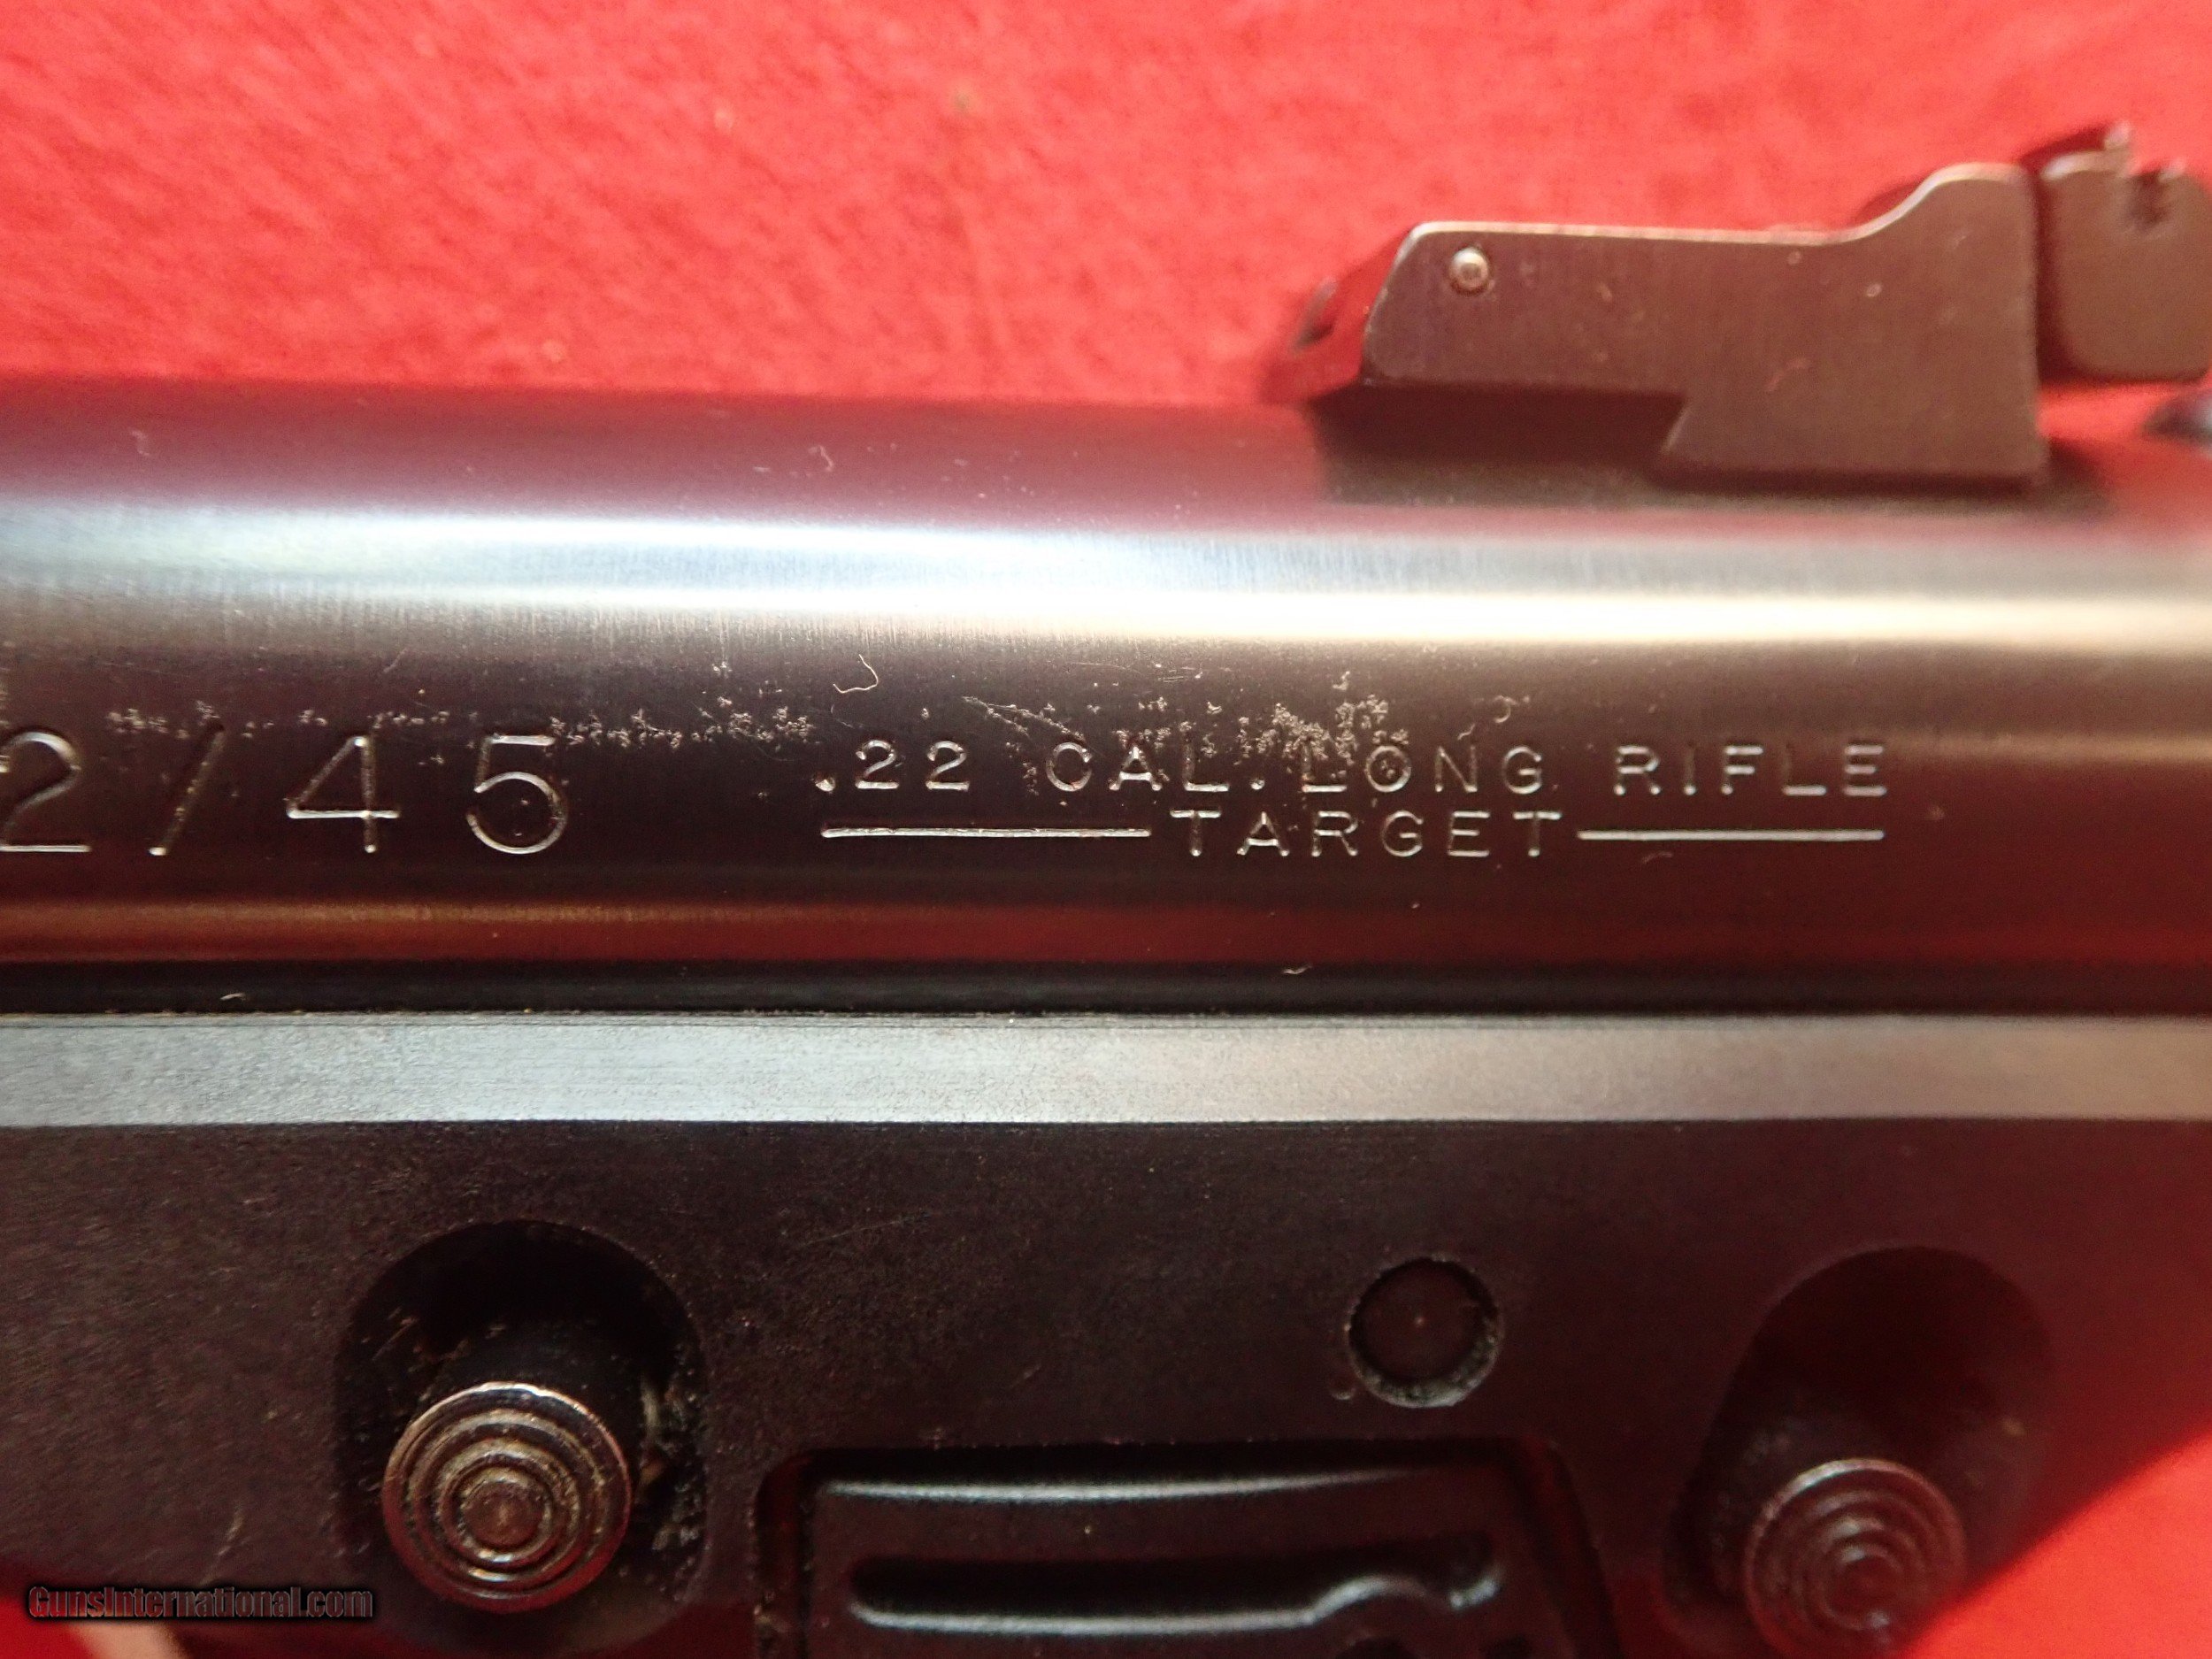 2/45
.22 CAL. LONG RIFLE
TARGET
GunsInternational.com